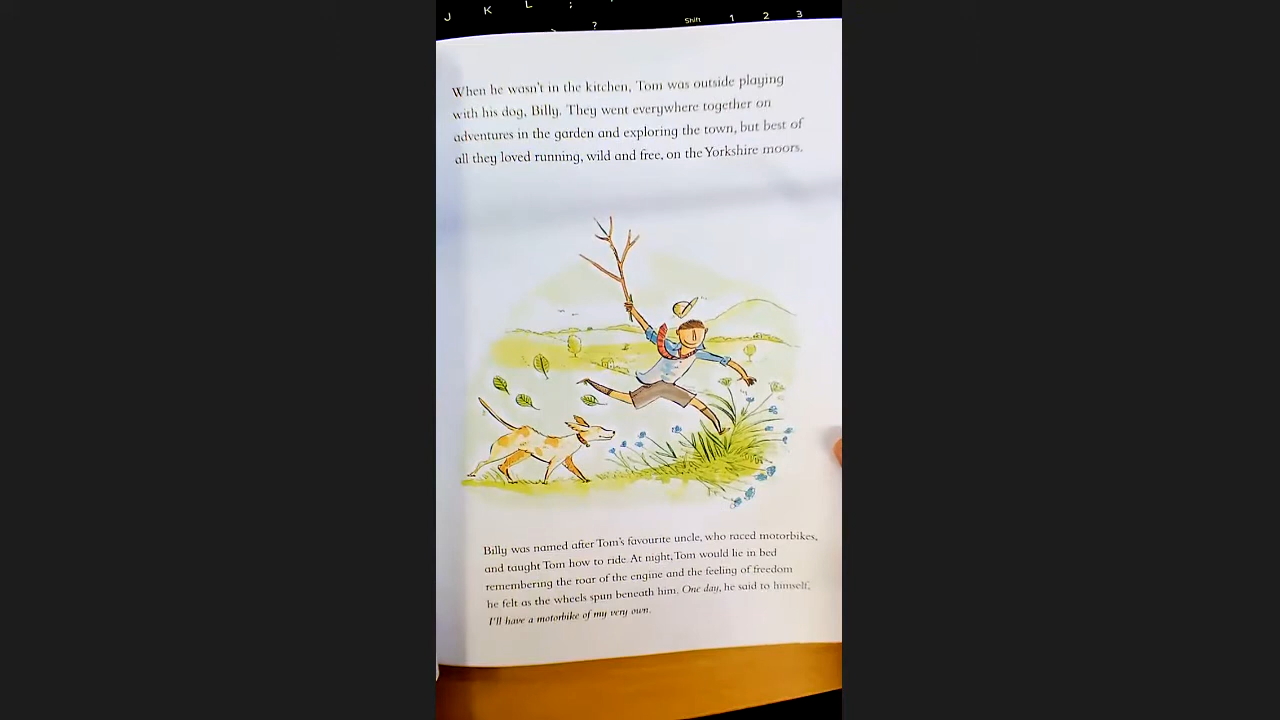 J K L ;
? Shift 1 2 3
When he wasn't in the kitchen, Tom was outside playing
with his dog, Billy. They went everywhere together on
adventures in the garden and exploring the town, but best of
all they loved running, wild and free, on the Yorkshire moors.
Billy was named after Tom's favourite uncle, who raced motorbikes,
and taught Tom how to ride. At night, Tom would lie in bed
remembering the roar of the engine and the feeling of freedom
he felt as the wheels spun beneath him. One day, he said to himself,
I'll have a motorbike of my very own.